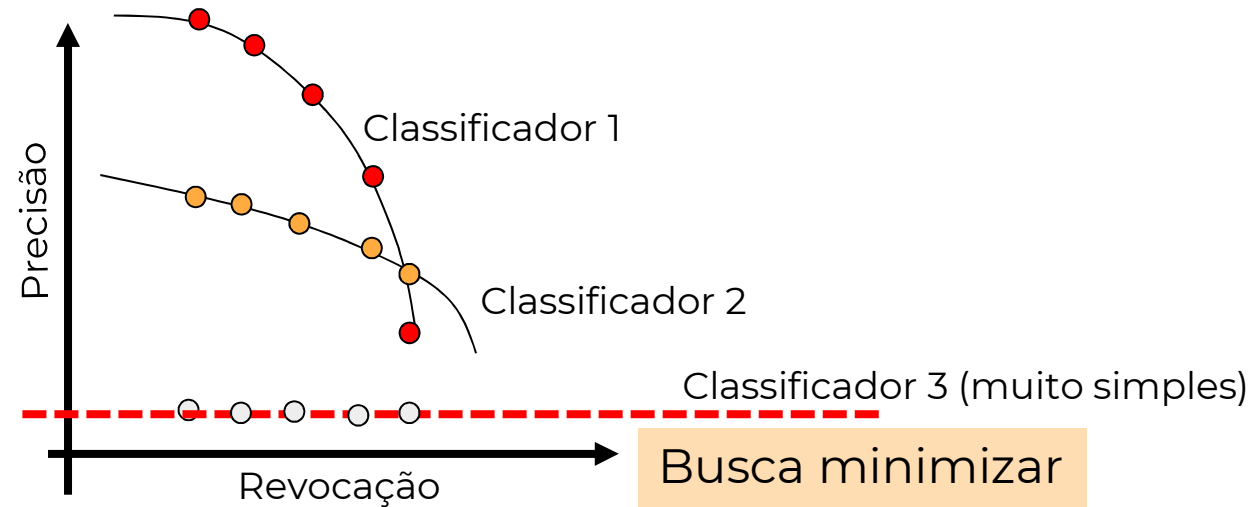 Precisão
Classificador 1
Classificador 2
Classificador 3 (muito simples)
Revocação
Busca minimizar